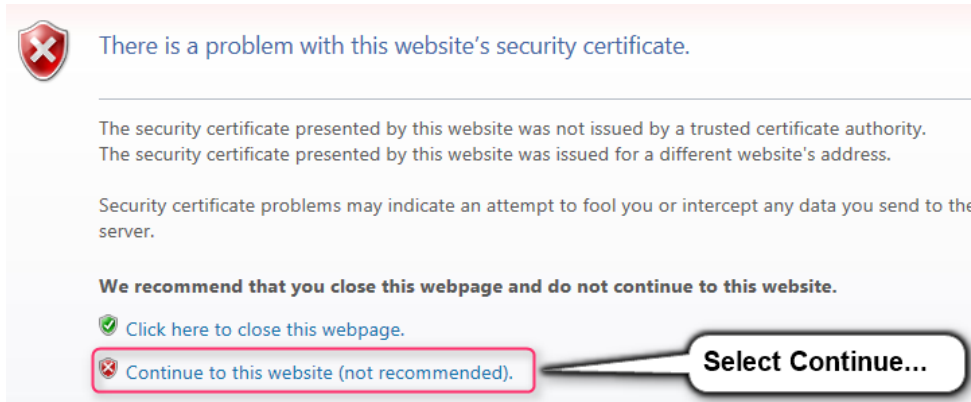 There is a problem with this website's security certificate.
The security certificate presented by this website was not issued by a trusted certificate authority.
The security certificate presented by this website was issued for a different website's address.
Security certificate problems may indicate an attempt to fool you or intercept any data you send to the
server.
We recommend that you close this webpage and do not continue to this website.
Click here to close this webpage.
Continue to this website (not recommended).
Select Continue...